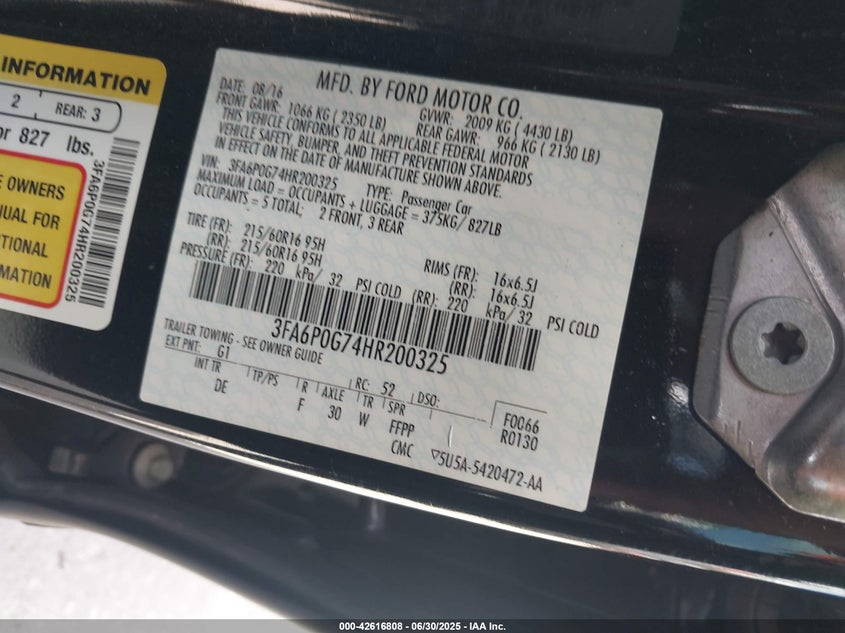 INFORMATION
2 REAR: 3
or 827 lbs.
E OWNERS
NUAL FOR
TIONAL
MATION
3FA6P0G74HR200325
MFD. BY FORD MOTOR CO.
DATE: 08/16 GVWR: 2009 KG ( 4430 LB)
FRONT GAWR: 1066 KG ( 2350 LB) REAR GAWR: 966 KG ( 2130 LB)
THIS VEHICLE CONFORMS TO ALL APPLICABLE FEDERAL MOTOR
VEHICLE SAFETY, BUMPER, AND THEFT PREVENTION STANDARDS
IN EFFECT ON THE DATE OF MANUFACTURE SHOWN ABOVE.
VIN: 3FA6P0G74HR200325 TYPE: Passenger Car
MAXIMUM LOAD = OCCUPANTS + LUGGAGE = 375KG/ 827LB
OCCUPANTS = 5 TOTAL; 2 FRONT, 3 REAR
TIRE (FR): 215/60R16 95H RIMS (FR): 16x6.5J
(RR): 215/60R16 95H (RR): 16x6.5J
PRESSURE (FR): 220 kPa/ 32 PSI COLD (RR): 220 kPa/ 32 PSI COLD
3FA6P0G74HR200325
TRAILER TOWING - SEE OWNER GUIDE
EXT PNT: G1 RC: 52 DSO:
INT TR TP/PS R AXLE TR SPR F0066
DE F 30 W FFPP R0130
CMC ▽5U5A-5420472-AA
000-42616808 - 06/30/2025 - IAA Inc.